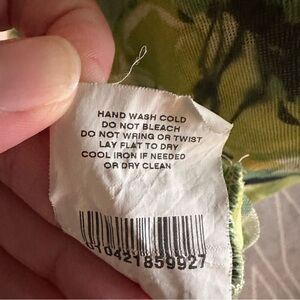 HAND WASH COLD
DO NOT BLEACH
DO NOT WRING OR TWIST
LAY FLAT TO DRY
COOL IRON IF NEEDED
OR DRY CLEAN
10421859927